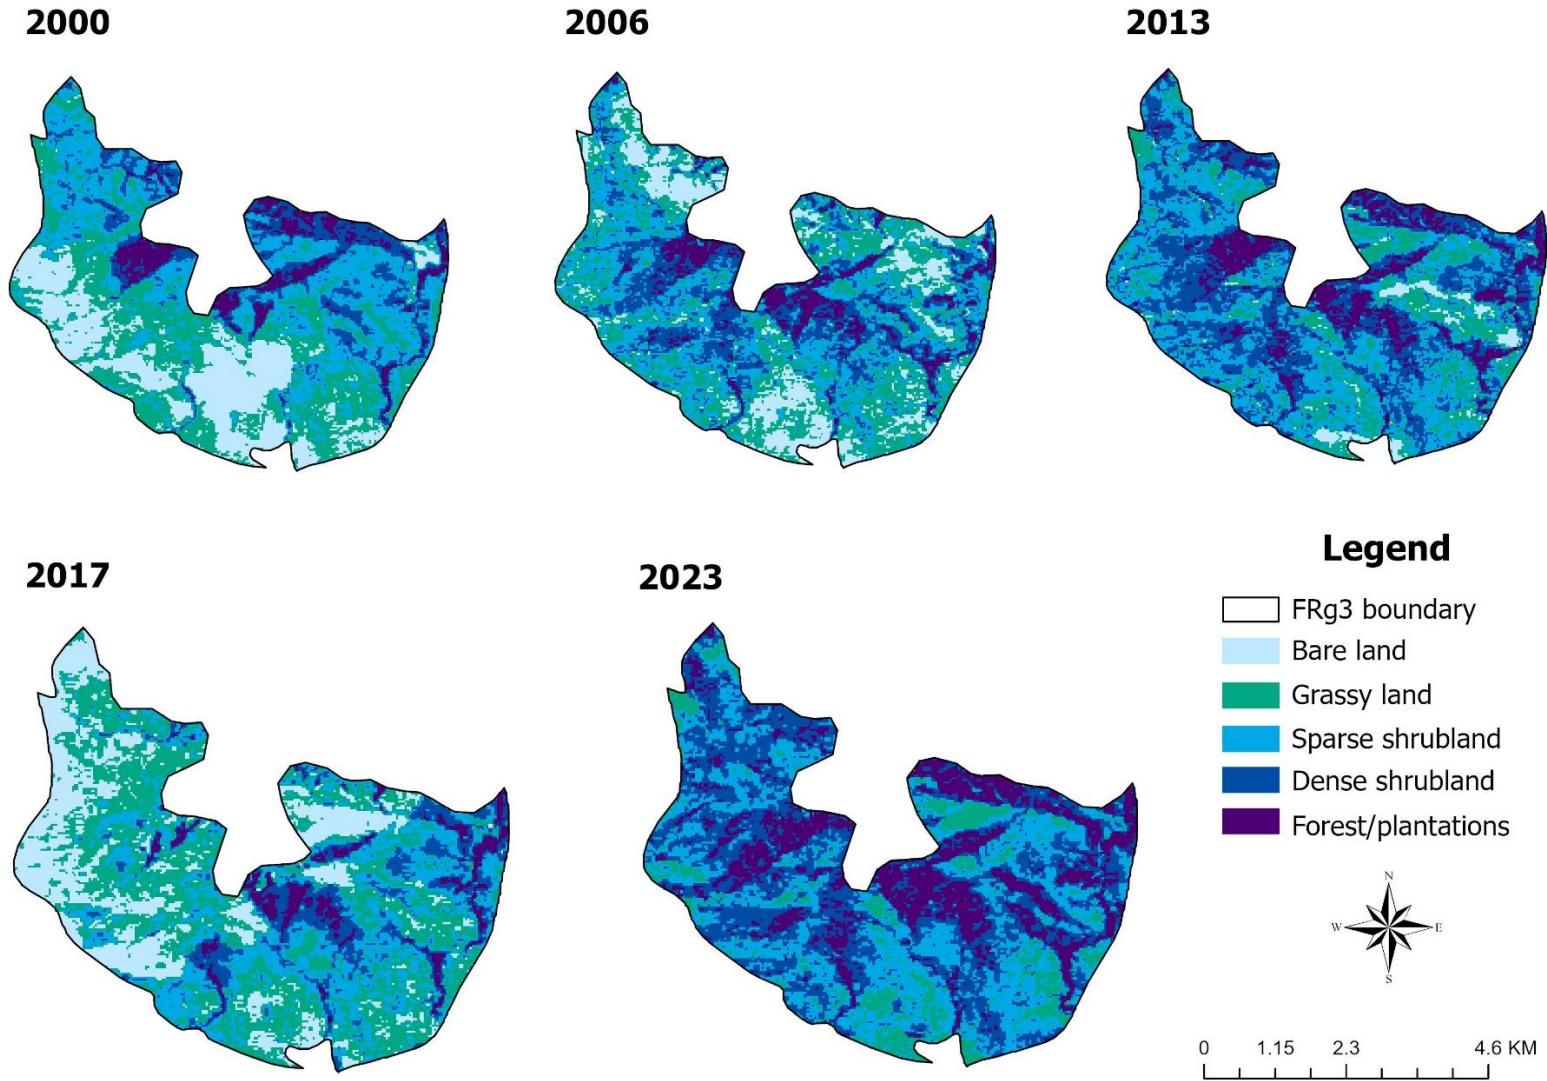 2000
2006
2013
2017
2023
Legend
FRg3 boundary
Bare land
Grassy land
Sparse shrubland
Dense shrubland
Forest/plantations
N
W E
S
0 1.15 2.3 4.6 KM